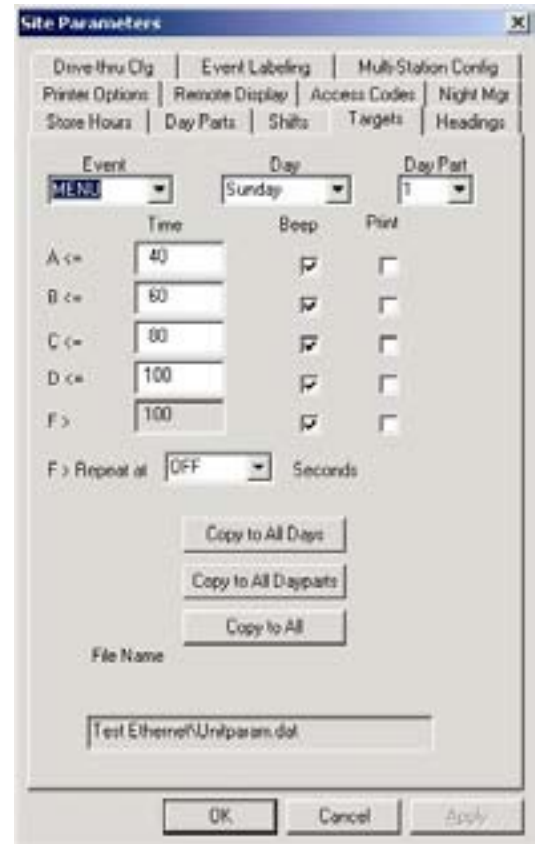 Site Parameters
Drive-thru Cfg Event Labeling Multi-Station Config
Printer Options Remote Display Access Codes Night Mgr
Store Hours Day Parts Shifts Targets Headings
Event Day Day Part
MENU Sunday 1
Time Beep Print
A <= 40
B <= 60
C <= 80
D <= 100
F > 100
F > Repeat at OFF Seconds
Copy to All Days
Copy to All Dayparts
Copy to All
File Name
Test Ethernet\Unitparam.dat
OK Cancel Apply